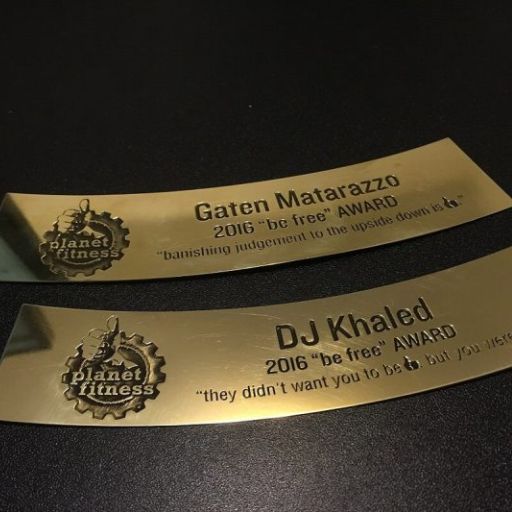 planet
fitness
Gaten Matarazzo
2016 "be free" AWARD
"banishing judgement to the upside down is 👍"
planet
fitness
DJ Khaled
2016 "be free" AWARD
"they didn't want you to be 👍 but you were